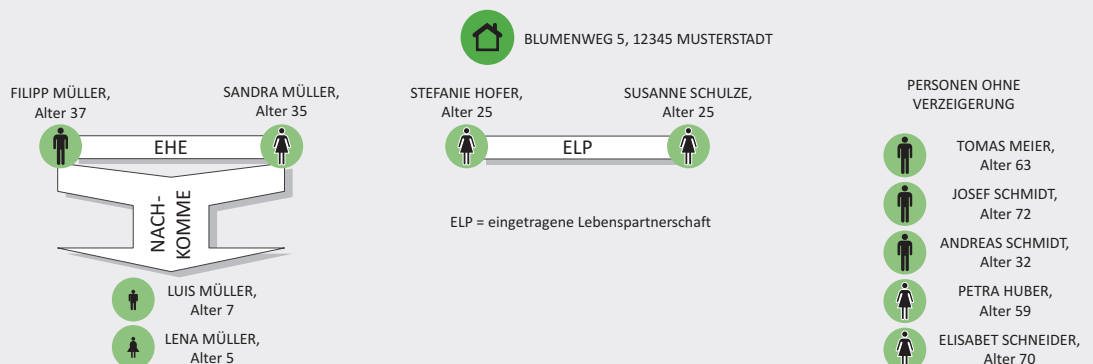 BLUMENWEG 5, 12345 MUSTERSTADT
FILIPP MÜLLER,
Alter 37
SANDRA MÜLLER,
Alter 35
EHE
NACH-
KOMME
LUIS MÜLLER,
Alter 7
LENA MÜLLER,
Alter 5
STEFANIE HOFER,
Alter 25
SUSANNE SCHULZE,
Alter 25
ELP
ELP = eingetragene Lebenspartnerschaft
PERSONEN OHNE
VERZEIGERUNG
TOMAS MEIER,
Alter 63
JOSEF SCHMIDT,
Alter 72
ANDREAS SCHMIDT,
Alter 32
PETRA HUBER,
Alter 59
ELISABET SCHNEIDER,
Alter 70